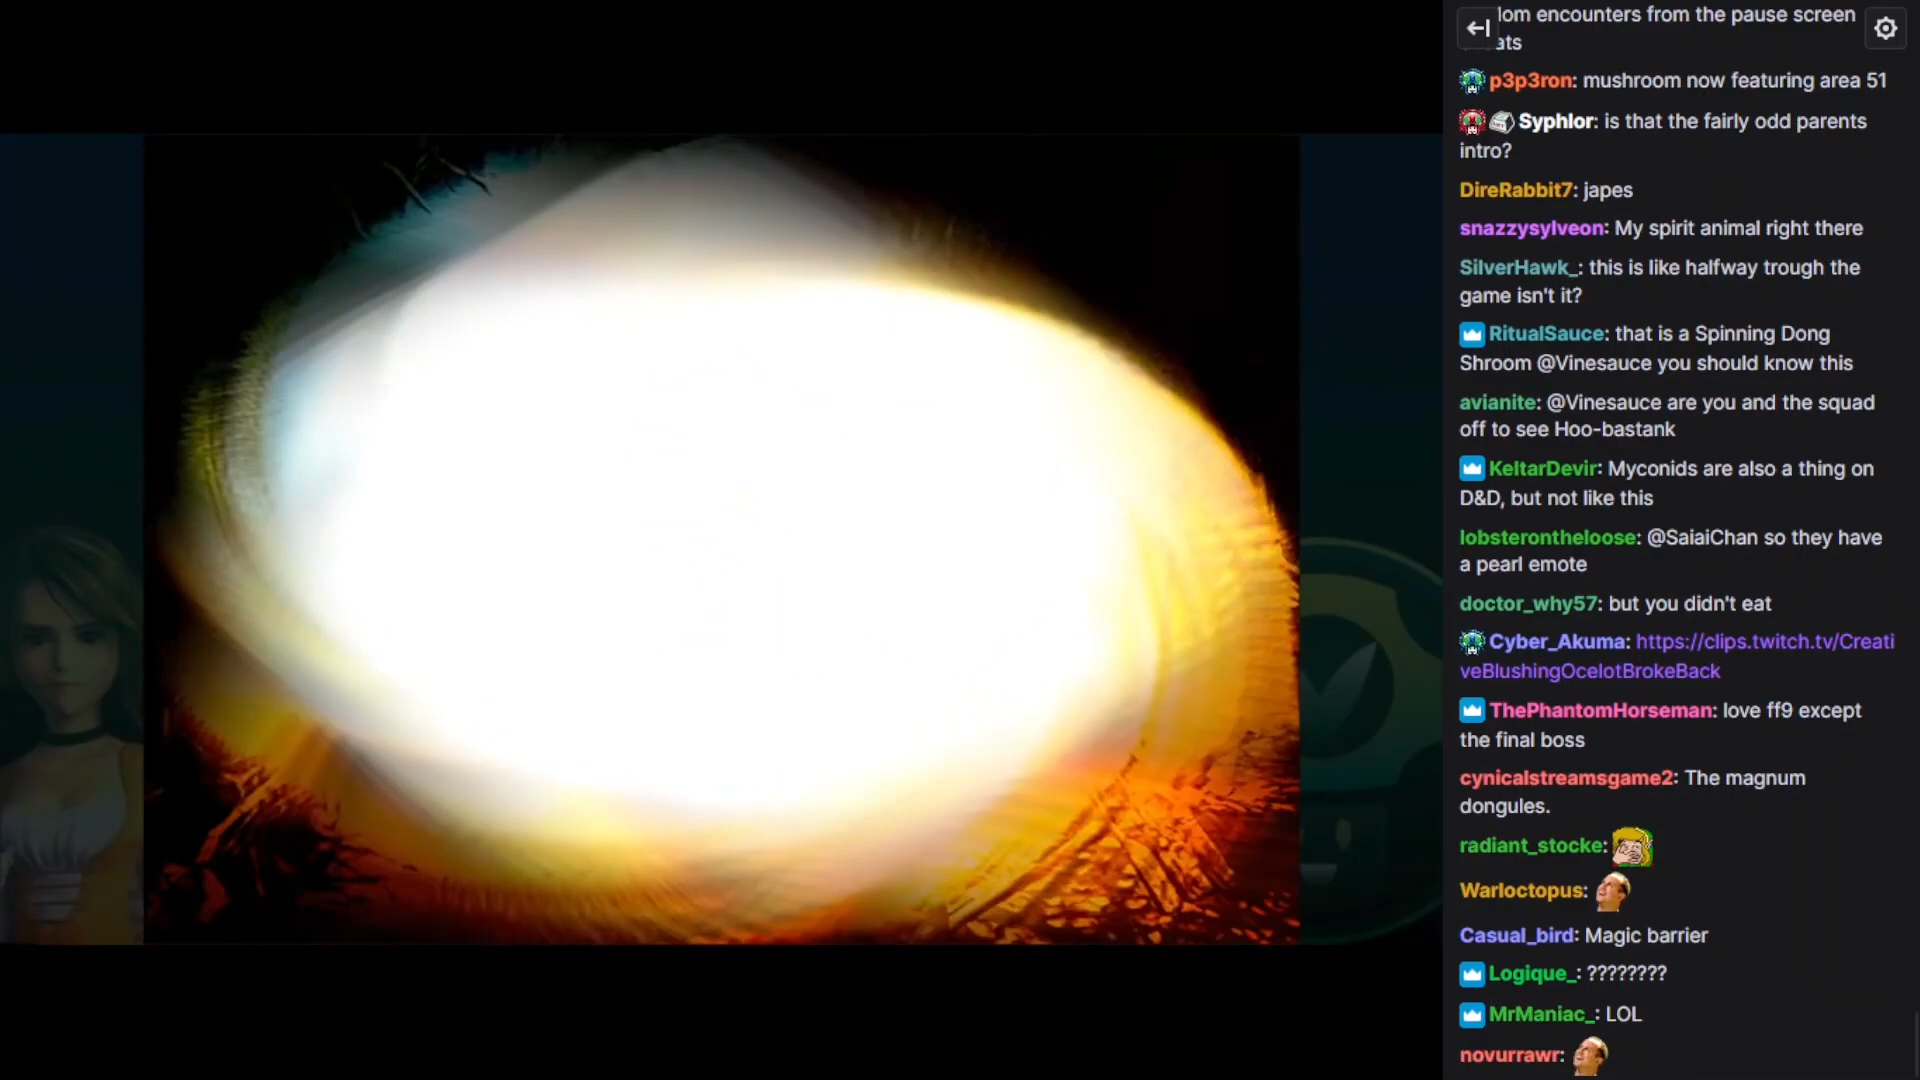 dom encounters from the pause screen
ats
p3p3ron: mushroom now featuring area 51
Syphlor: is that the fairly odd parents
intro?
DireRabbit7: japes
snazzysylveon: My spirit animal right there
SilverHawk_: this is like halfway trough the
game isn't it?
RitualSauce: that is a Spinning Dong
Shroom @Vinesauce you should know this
avianite: @Vinesauce are you and the squad
off to see Hoo-bastank
KeltarDevir: Myconids are also a thing on
D&D, but not like this
lobsterontheloose: @SaiaiChan so they have
a pearl emote
doctor_why57: but you didn't eat
Cyber_Akuma: https://clips.twitch.tv/Creati
veBlushingOcelotBrokeBack
ThePhantomHorseman: love ff9 except
the final boss
cynicalstreamsgame2: The magnum
dongules.
radiant_stocke:
Warloctopus:
Casual_bird: Magic barrier
Logique_: ????????
MrManiac_: LOL
novurrawr: